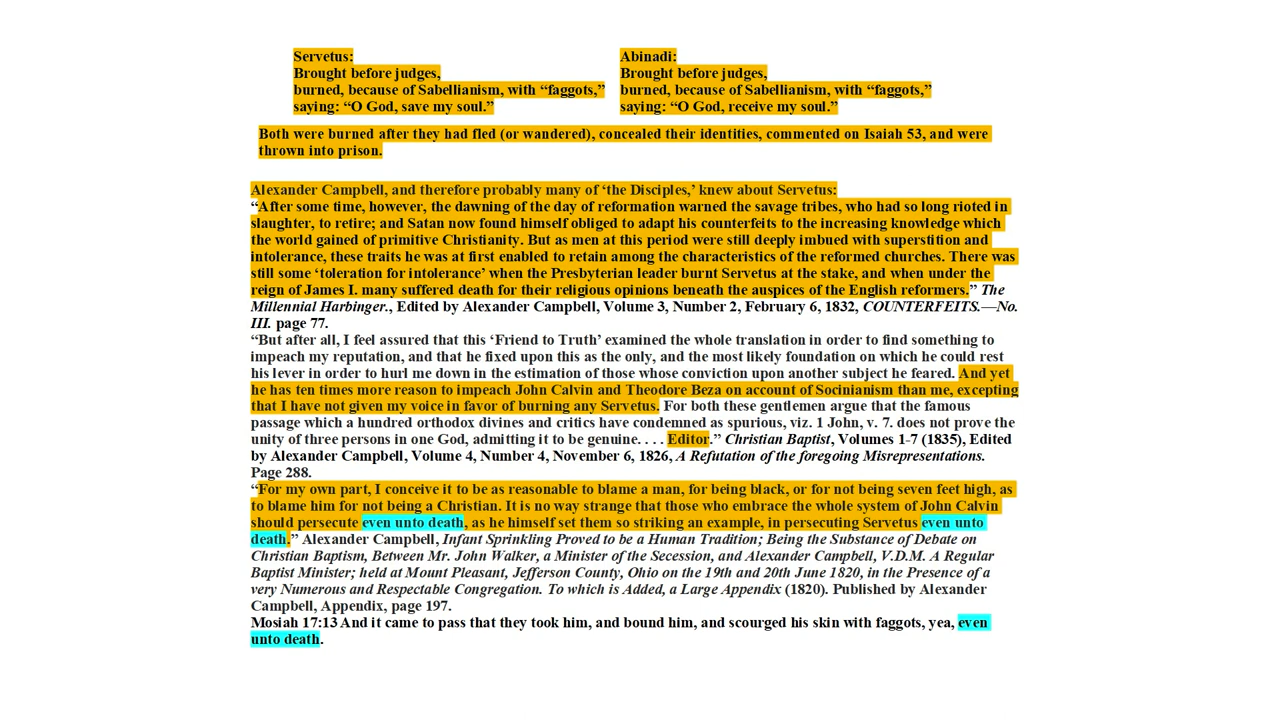 Servetus:
Brought before judges,
burned, because of Sabellianism, with “faggots,”
saying: “O God, save my soul.”
Abinadi:
Brought before judges,
burned, because of Sabellianism, with “faggots,”
saying: “O God, receive my soul.”
Both were burned after they had fled (or wandered), concealed their identities, commented on Isaiah 53, and were
thrown into prison.
Alexander Campbell, and therefore probably many of ‘the Disciples,’ knew about Servetus:
“After some time, however, the dawning of the day of reformation warned the savage tribes, who had so long rioted in
slaughter, to retire; and Satan now found himself obliged to adapt his counterfeits to the increasing knowledge which
the world gained of primitive Christianity. But as men at this period were still deeply imbued with superstition and
intolerance, these traits he was at first enabled to retain among the characteristics of the reformed churches. There was
still some ‘toleration for intolerance’ when the Presbyterian leader burnt Servetus at the stake, and when under the
reign of James I. many suffered death for their religious opinions beneath the auspices of the English reformers.” The
Millennial Harbinger., Edited by Alexander Campbell, Volume 3, Number 2, February 6, 1832, COUNTERFEITS.—No.
III. page 77.
“But after all, I feel assured that this ‘Friend to Truth’ examined the whole translation in order to find something to
impeach my reputation, and that he fixed upon this as the only, and the most likely foundation on which he could rest
his lever in order to hurl me down in the estimation of those whose conviction upon another subject he feared. And yet
he has ten times more reason to impeach John Calvin and Theodore Beza on account of Socinianism than me, excepting
that I have not given my voice in favor of burning any Servetus. For both these gentlemen argue that the famous
passage which a hundred orthodox divines and critics have condemned as spurious, viz. 1 John, v. 7. does not prove the
unity of three persons in one God, admitting it to be genuine. . . . Editor.” Christian Baptist, Volumes 1-7 (1835), Edited
by Alexander Campbell, Volume 4, Number 4, November 6, 1826, A Refutation of the foregoing Misrepresentations.
Page 288.
“For my own part, I conceive it to be as reasonable to blame a man, for being black, or for not being seven feet high, as
to blame him for not being a Christian. It is no way strange that those who embrace the whole system of John Calvin
should persecute even unto death, as he himself set them so striking an example, in persecuting Servetus even unto
death.” Alexander Campbell, Infant Sprinkling Proved to be a Human Tradition; Being the Substance of Debate on
Christian Baptism, Between Mr. John Walker, a Minister of the Secession, and Alexander Campbell, V.D.M. A Regular
Baptist Minister; held at Mount Pleasant, Jefferson County, Ohio on the 19th and 20th June 1820, in the Presence of a
very Numerous and Respectable Congregation. To which is Added, a Large Appendix (1820). Published by Alexander
Campbell, Appendix, page 197.
Mosiah 17:13 And it came to pass that they took him, and bound him, and scourged his skin with faggots, yea, even
unto death.